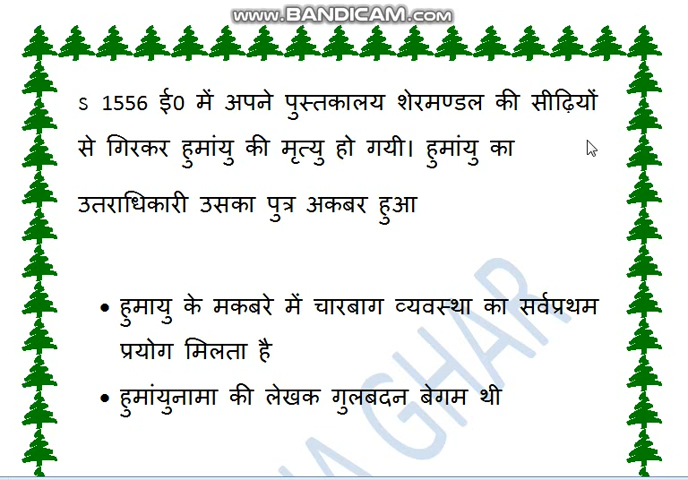 www.BANDICAM.com
s 1556 ई0 में अपने पुस्तकालय शेरमण्डल की सीढ़ियों
से गिरकर हुमांयु की मृत्यु हो गयी। हुमांयु का
उतराधिकारी उसका पुत्र अकबर हुआ
• हुमायु के मकबरे में चारबाग व्यवस्था का सर्वप्रथम
प्रयोग मिलता है
• हुमांयुनामा की लेखक गुलबदन बेगम थी
GHAR